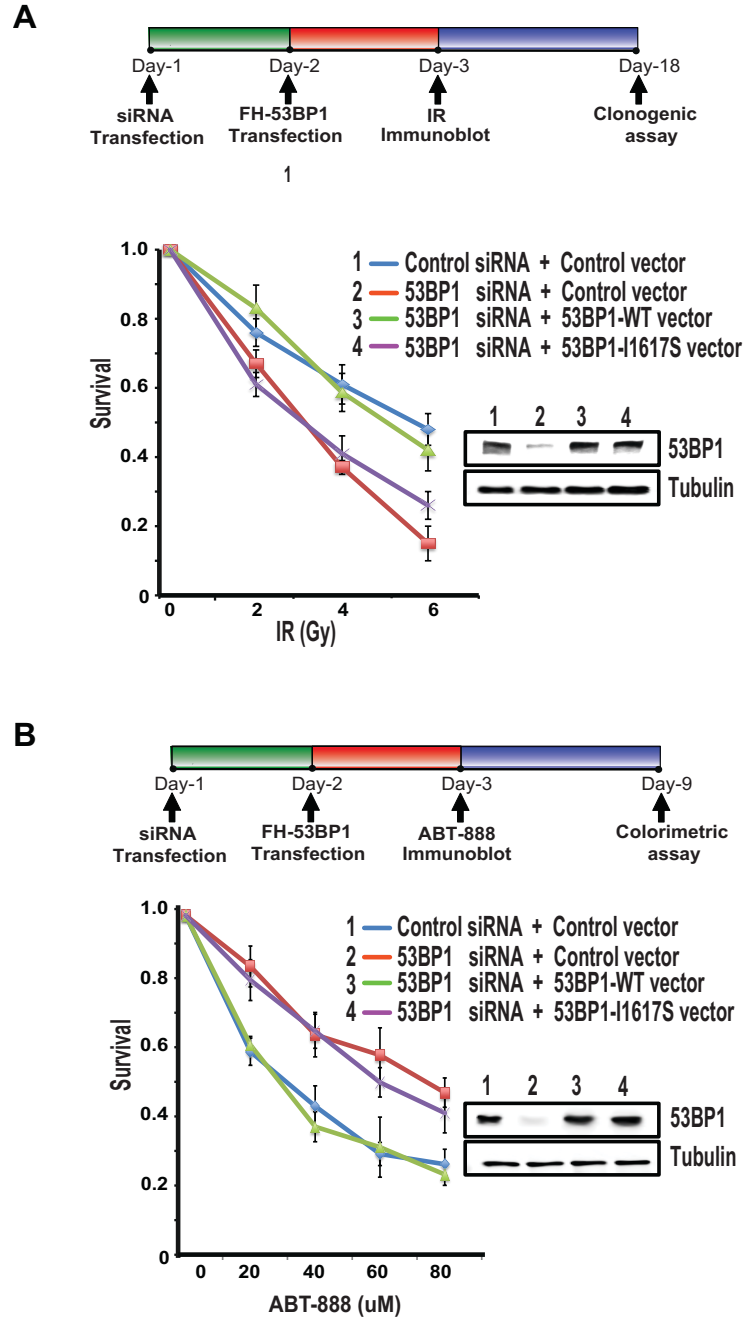 A
Day-1 Day-2 Day-3 Day-18
siRNA Transfection
FH-53BP1 Transfection
IR Immunoblot
Clonogenic assay
1
1.0
0.8
0.6
0.4
0.2
0
Survival
1 Control siRNA + Control vector
2 53BP1 siRNA + Control vector
3 53BP1 siRNA + 53BP1-WT vector
4 53BP1 siRNA + 53BP1-I1617S vector
1 2 3 4
53BP1
Tubulin
0 2 4 6
IR (Gy)
B
Day-1 Day-2 Day-3 Day-9
siRNA Transfection
FH-53BP1 Transfection
ABT-888 Immunoblot
Colorimetric assay
1.0
0.8
0.6
0.4
0.2
0
Survival
1 Control siRNA + Control vector
2 53BP1 siRNA + Control vector
3 53BP1 siRNA + 53BP1-WT vector
4 53BP1 siRNA + 53BP1-I1617S vector
1 2 3 4
53BP1
Tubulin
0 20 40 60 80
ABT-888 (uM)